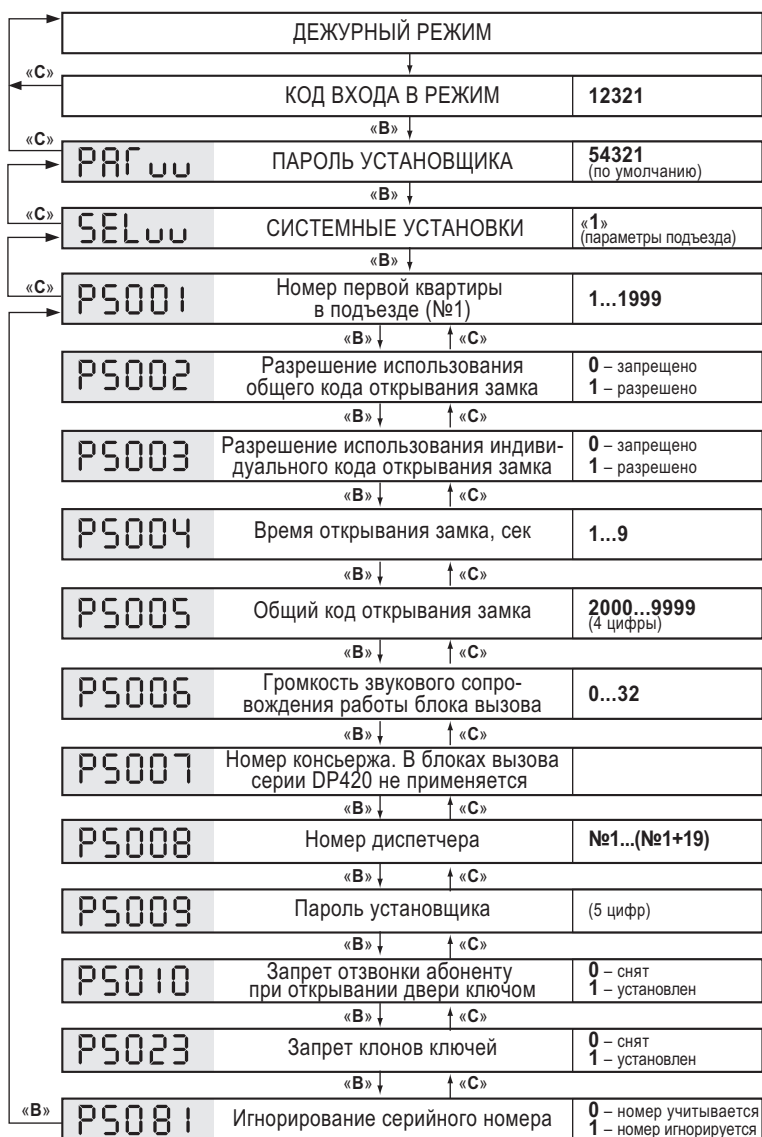 ДЕЖУРНЫЙ РЕЖИМ
«С»
КОД ВХОДА В РЕЖИМ 12321
«В»
«С»
PAГ␣␣ ПАРОЛЬ УСТАНОВЩИКА 54321
(по умолчанию)
«В»
«С»
SEL␣␣ СИСТЕМНЫЕ УСТАНОВКИ «1»
(параметры подъезда)
«В»
«С»
PS001 Номер первой квартиры
в подъезде (№1)
1...1999
«В» «С»
PS002 Разрешение использования
общего кода открывания замка
0 – запрещено
1 – разрешено
«В» «С»
PS003 Разрешение использования индиви-
дуального кода открывания замка
0 – запрещено
1 – разрешено
«В» «С»
PS004 Время открывания замка, сек 1...9
«В» «С»
PS005 Общий код открывания замка 2000...9999
(4 цифры)
«В» «С»
PS006 Громкость звукового сопро-
вождения работы блока вызова
0...32
«В» «С»
PS007 Номер консьержа. В блоках вызова
серии DP420 не применяется
«В» «С»
PS008 Номер диспетчера №1...(№1+19)
«В» «С»
PS009 Пароль установщика (5 цифр)
«В» «С»
PS010 Запрет отзвонки абоненту
при открывании двери ключом
0 – снят
1 – установлен
«В» «С»
PS023 Запрет клонов ключей 0 – снят
1 – установлен
«В» «С»
«В»
PS081 Игнорирование серийного номера 0 – номер учитывается
1 – номер игнорируется